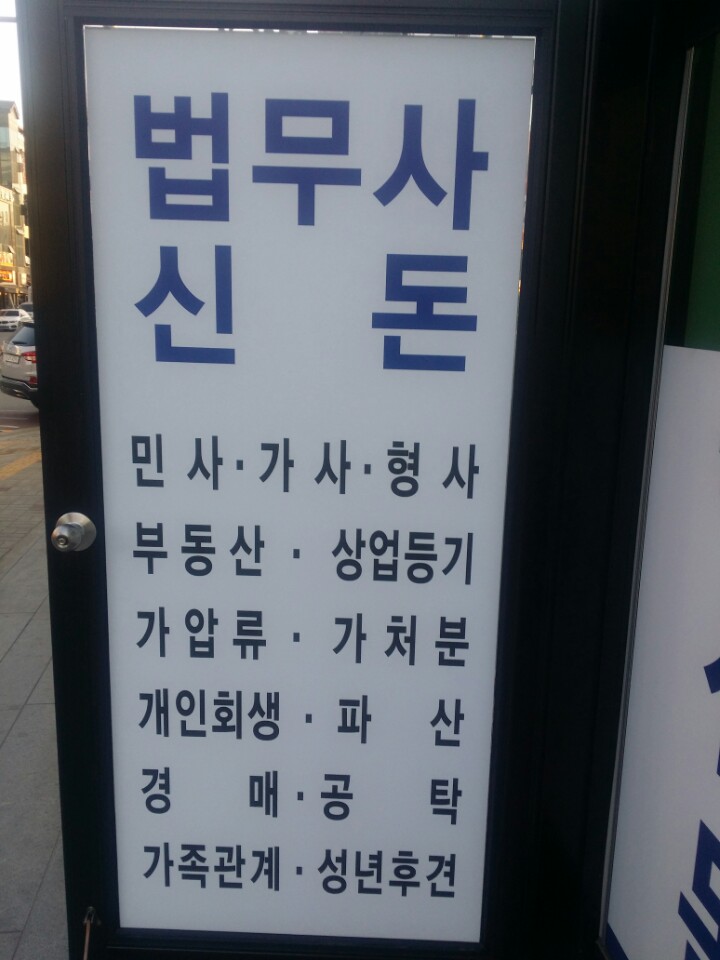 법무사
신 돈
민 사 · 가 사 · 형 사
부 동 산 · 상업등기
가 압 류 · 가 처 분
개인회생 · 파 산
경 매 · 공 탁
가족관계 · 성년후견